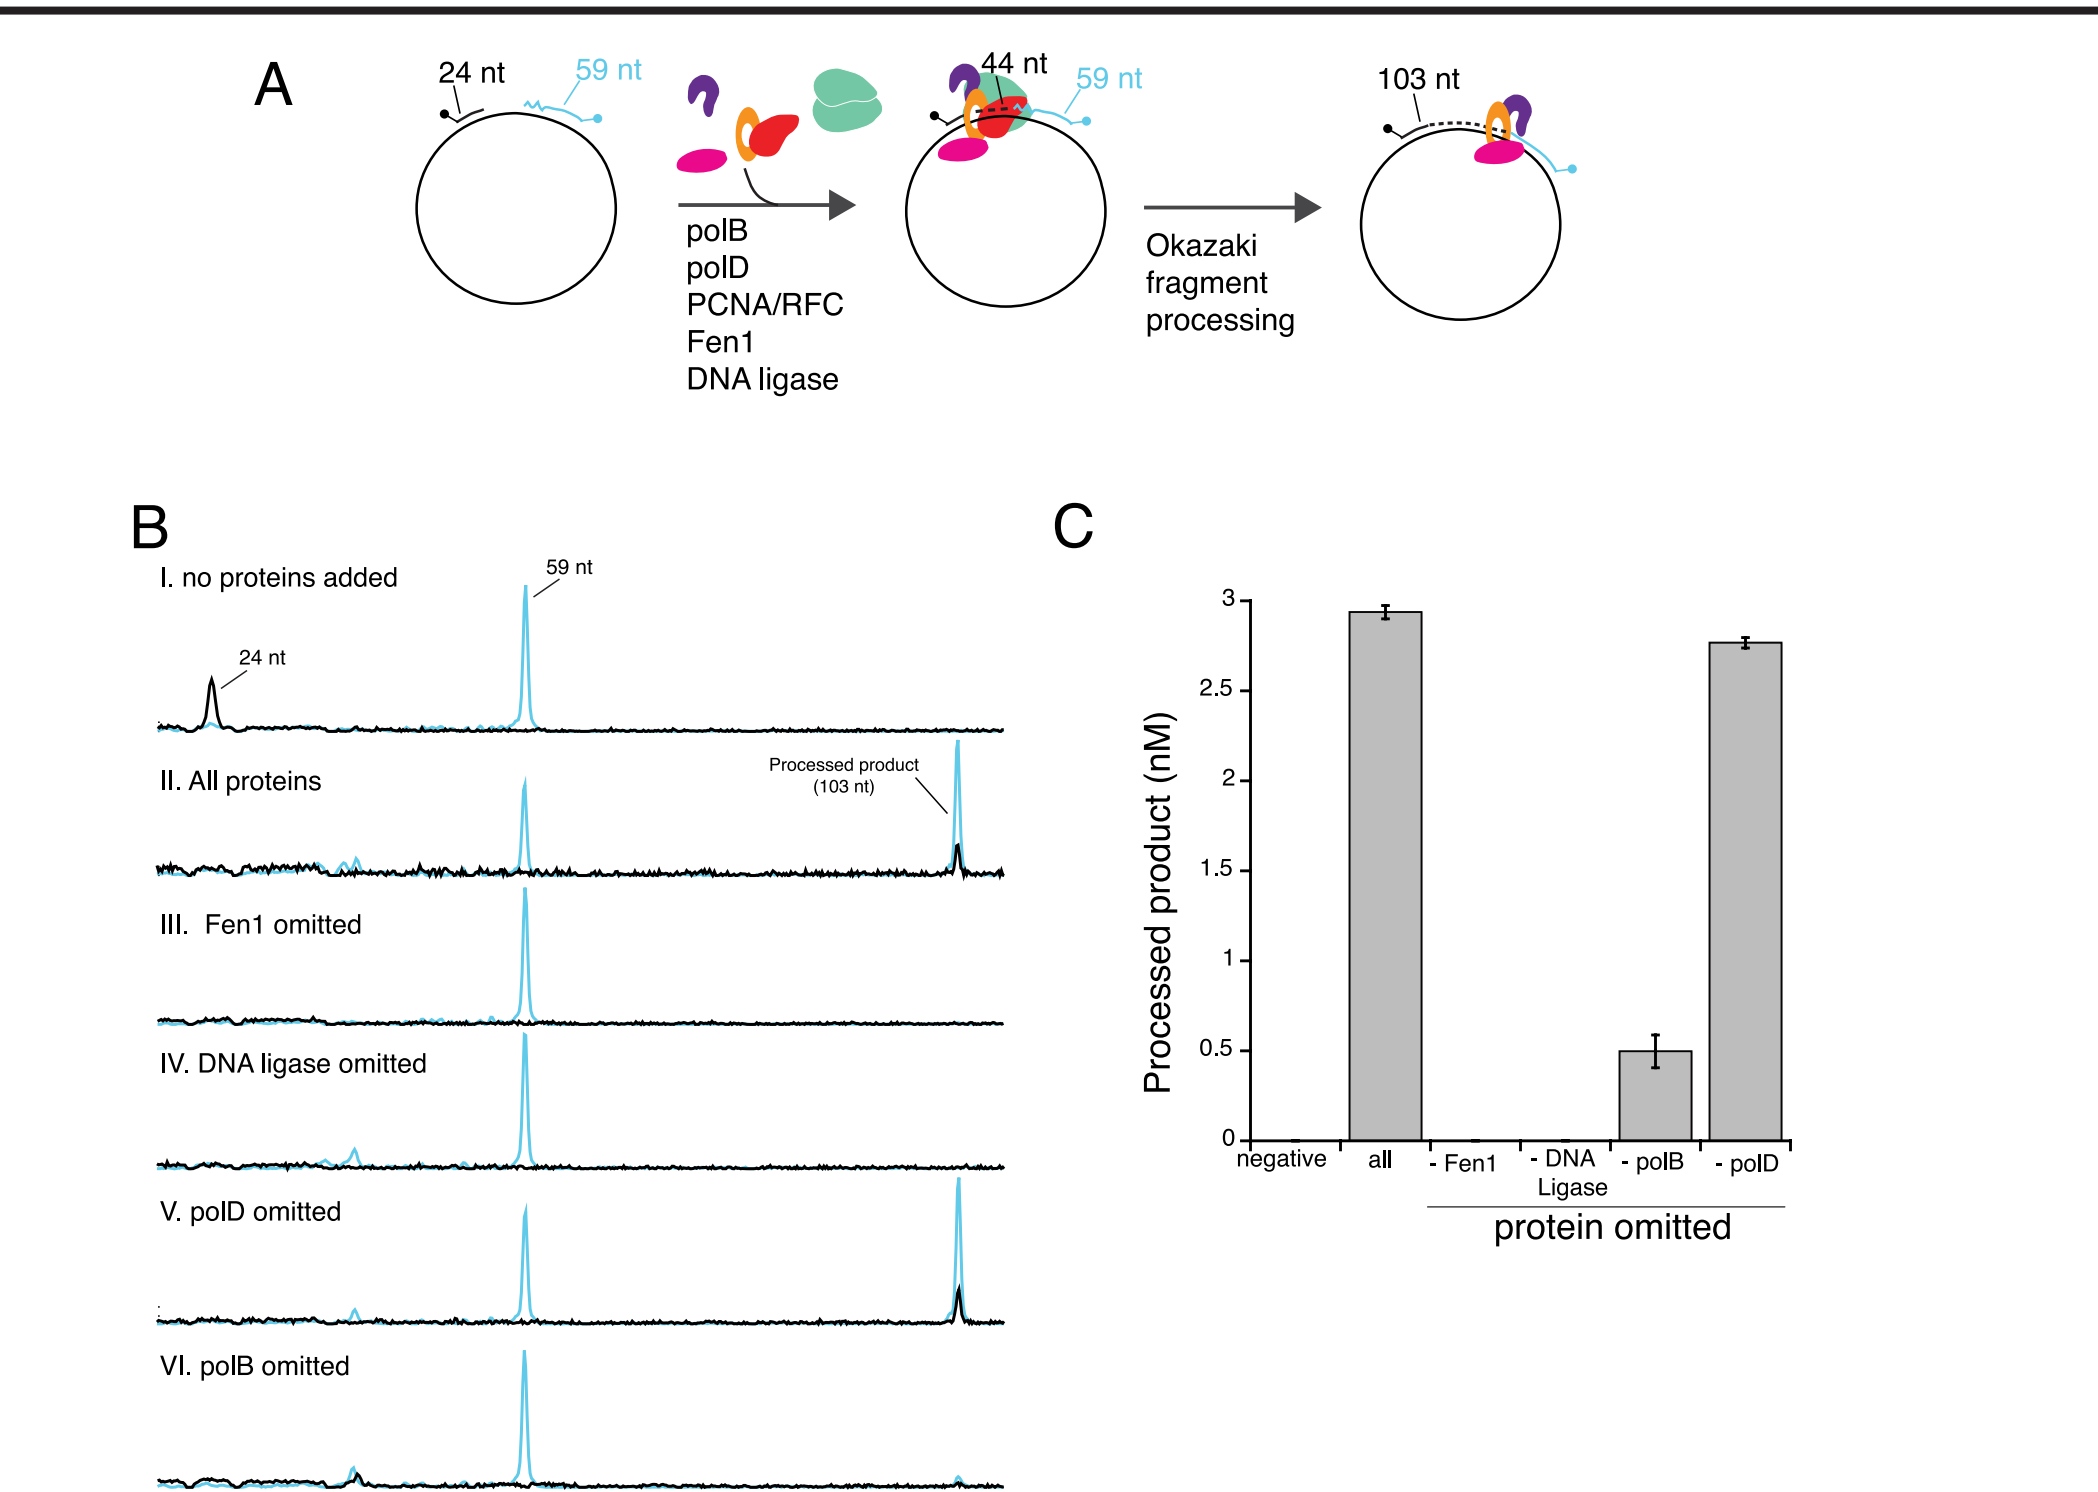 A
24 nt
59 nt
polB
polD
PCNA/RFC
Fen1
DNA ligase
44 nt
59 nt
Okazaki
fragment
processing
103 nt
B
I. no proteins added
59 nt
24 nt
II. All proteins
Processed product
(103 nt)
III. Fen1 omitted
IV. DNA ligase omitted
V. polD omitted
VI. polB omitted
C
Processed product (nM)
3
2.5
2
1.5
1
0.5
0
negative
all
- Fen1
- DNA
Ligase
- polB
- polD
protein omitted